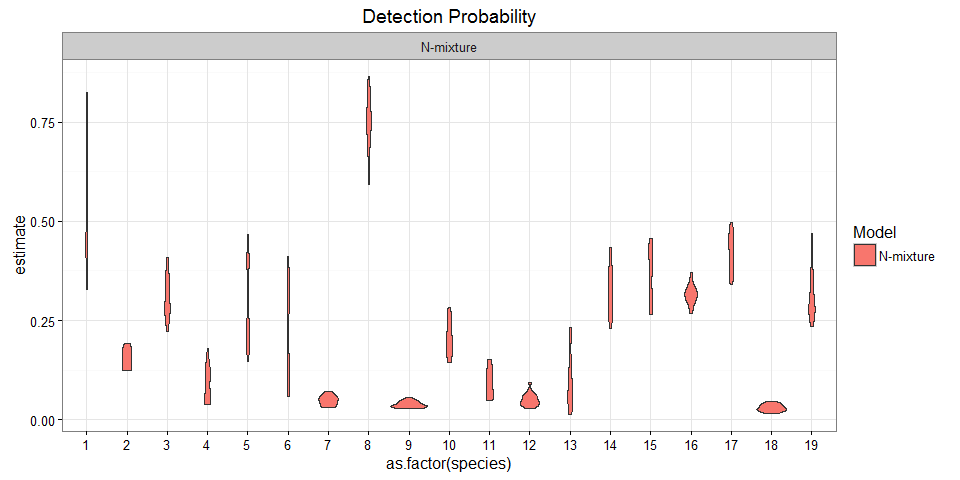 Detection Probability
N-mixture
estimate
0.75
0.50
0.25
0.00
1 2 3 4 5 6 7 8 9 10 11 12 13 14 15 16 17 18 19
as.factor(species)
Model
N-mixture